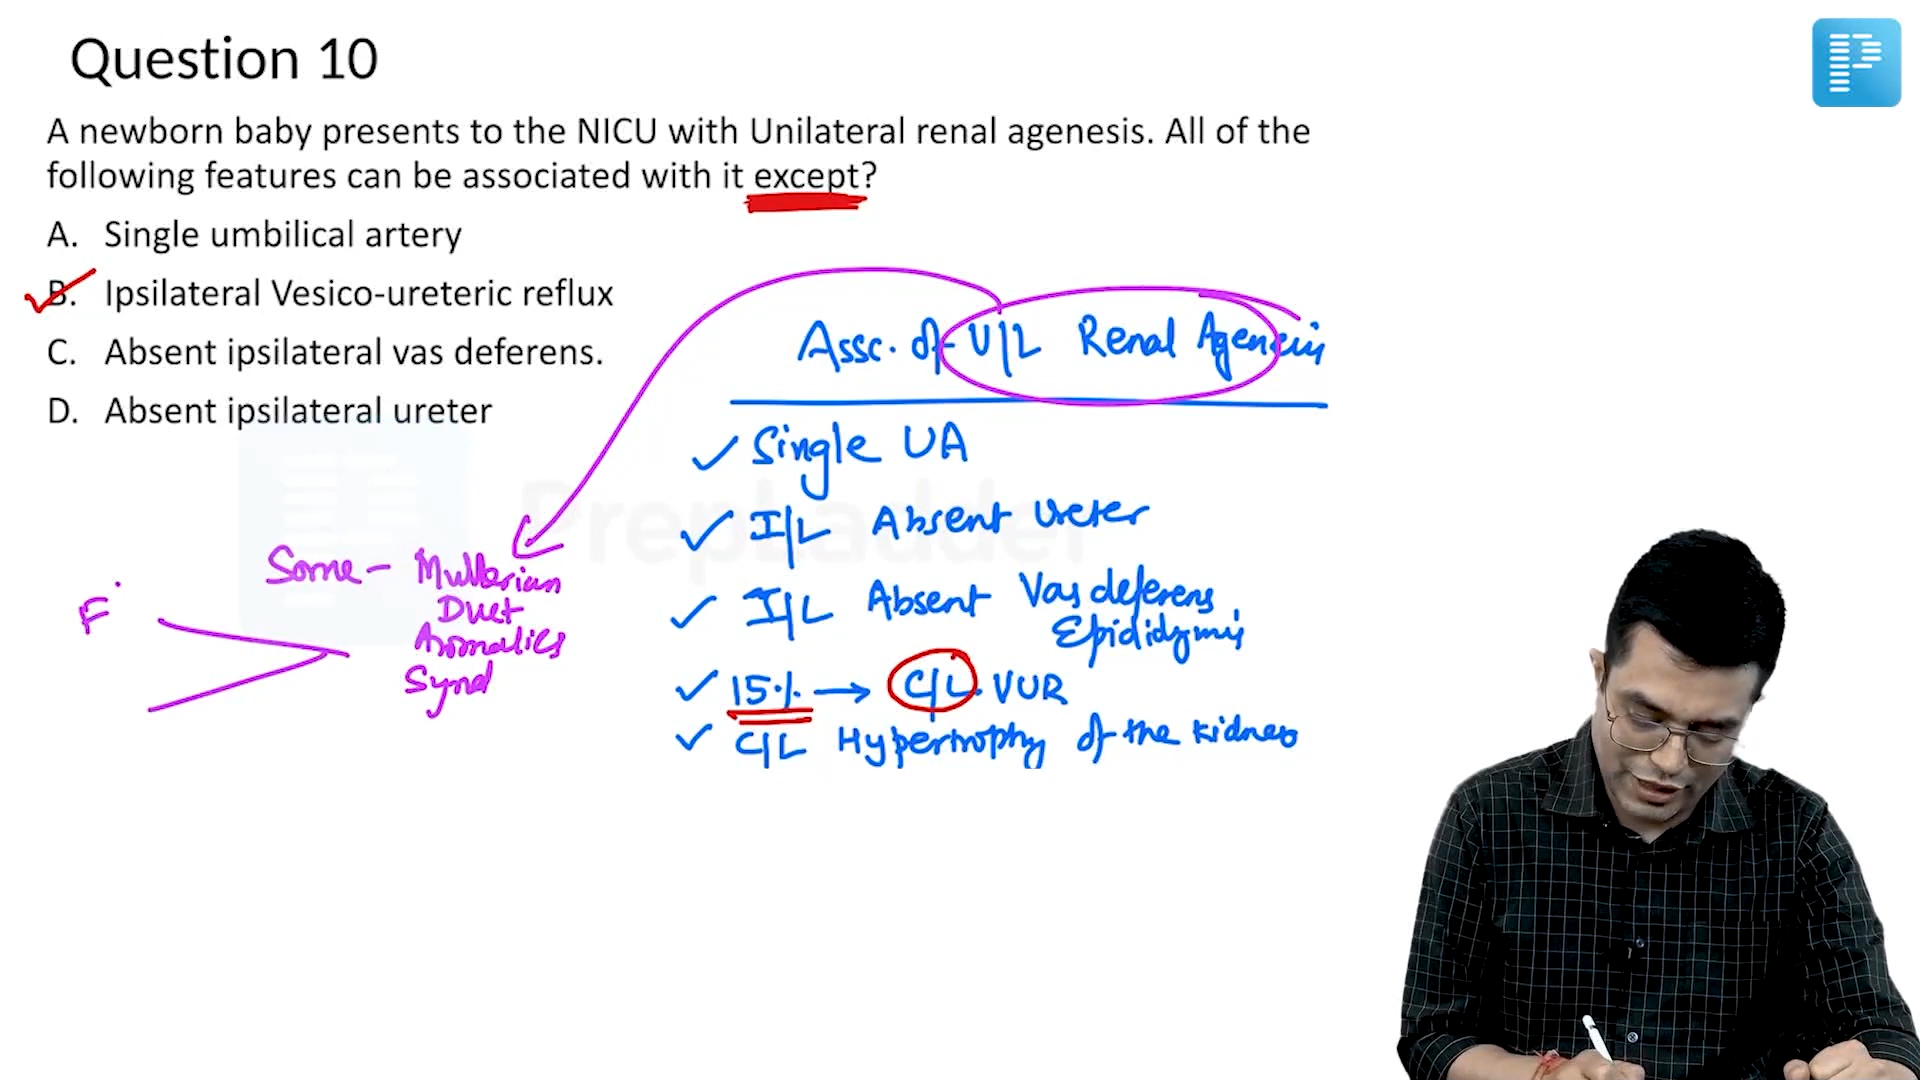 Question 10
A newborn baby presents to the NICU with Unilateral renal agenesis. All of the
following features can be associated with it except?
A. Single umbilical artery
B. Ipsilateral Vesico-ureteric reflux
C. Absent ipsilateral vas deferens.
D. Absent ipsilateral ureter
Assc. of U/L Renal Agenesis
Single UA
I/L Absent Ureter
I/L Absent Vas deferens,
Epididymis
15% → C/L VUR
C/L Hypertrophy of the kidney
Some - Mullerian
Duct
Anomalies
Synd
F
PrepLadder